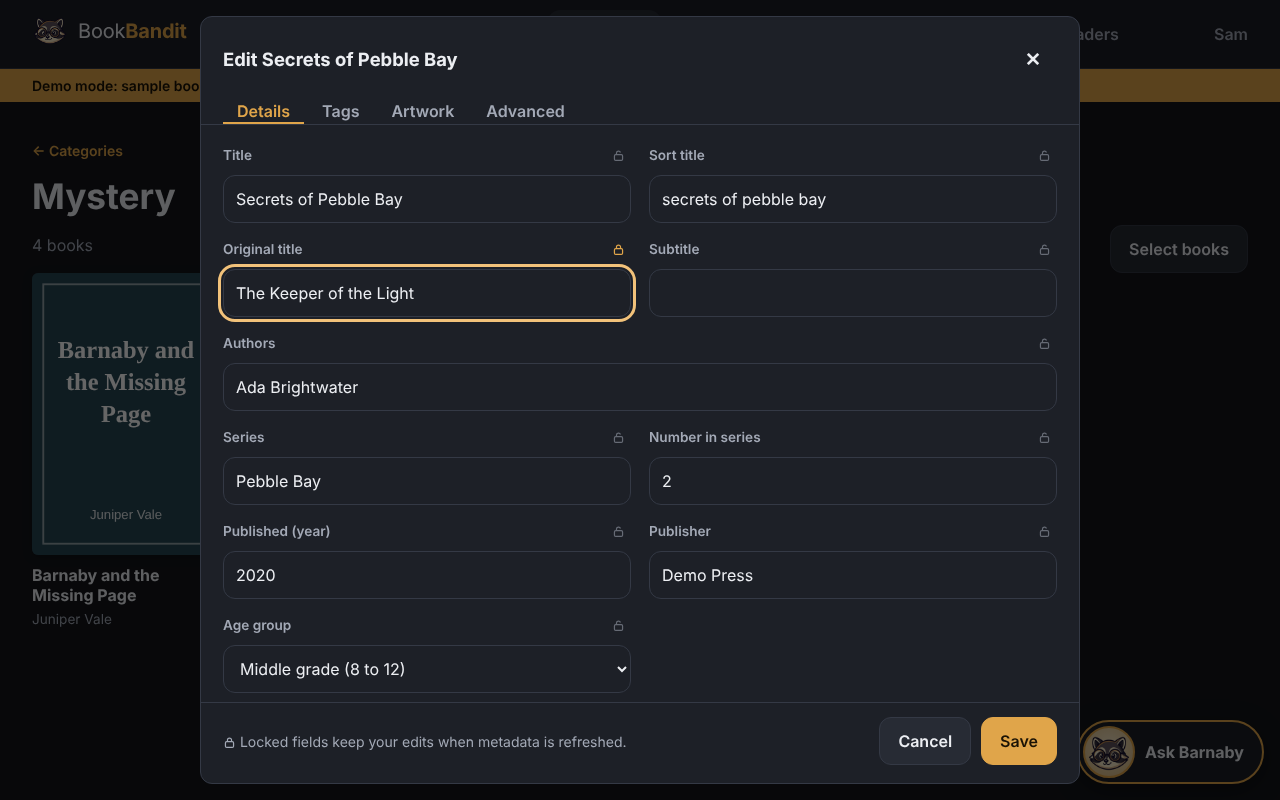 BookBandit
Sam
Demo mode: sample
← Categories
Mystery
4 books
Select books
Barnaby and
the Missing
Page
Juniper Vale
Barnaby and the
Missing Page
Juniper Vale
Edit Secrets of Pebble Bay
Details Tags Artwork Advanced
Title
Secrets of Pebble Bay
Sort title
secrets of pebble bay
Original title
The Keeper of the Light
Subtitle
Authors
Ada Brightwater
Series
Pebble Bay
Number in series
2
Published (year)
2020
Publisher
Demo Press
Age group
Middle grade (8 to 12)
Locked fields keep your edits when metadata is refreshed.
Cancel
Save
Ask Barnaby